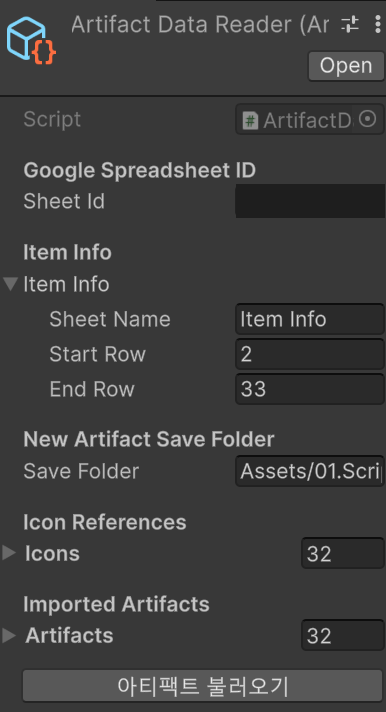 Artifact Data Reader (Ar
Open
Script
ArtifactD
Google Spreadsheet ID
Sheet Id
Item Info
Item Info
Sheet Name Item Info
Start Row 2
End Row 33
New Artifact Save Folder
Save Folder Assets/01.Scri
Icon References
Icons 32
Imported Artifacts
Artifacts 32
아티팩트 불러오기